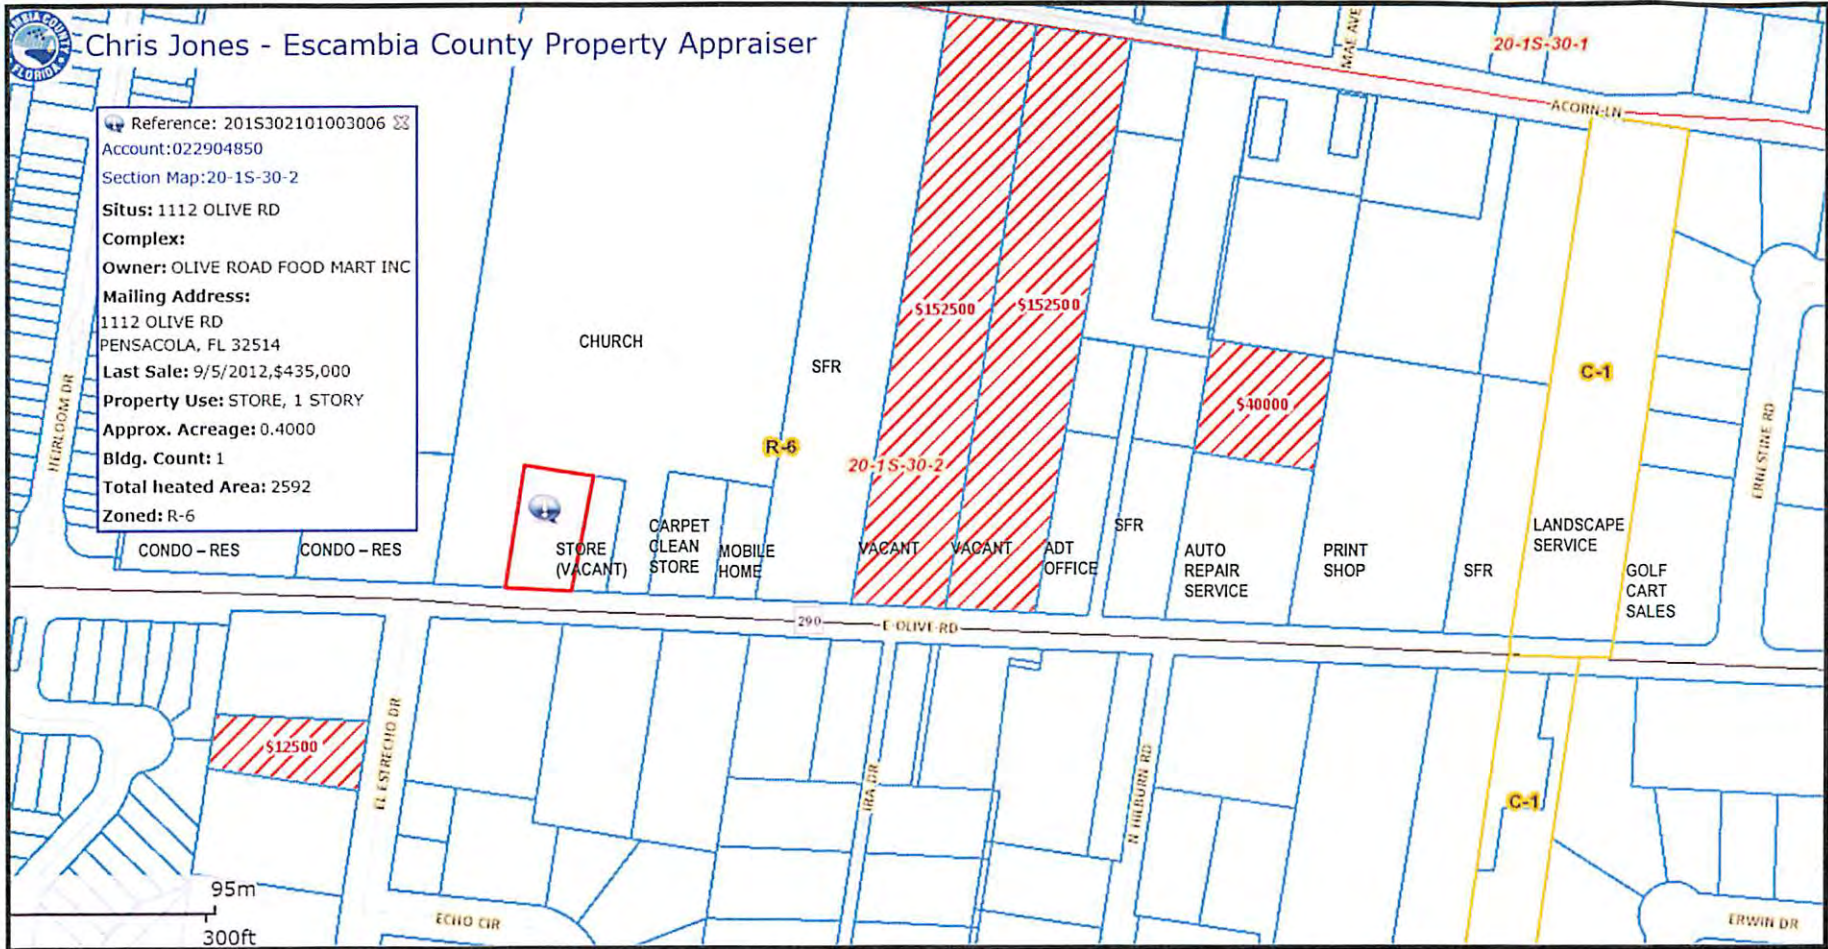 Chris Jones - Escambia County Property Appraiser
FLORIDA
Reference: 201S302101003006
Account:022904850
Section Map:20-1S-30-2
Situs: 1112 OLIVE RD
Complex:
Owner: OLIVE ROAD FOOD MART INC
Mailing Address:
1112 OLIVE RD
PENSACOLA, FL 32514
Last Sale: 9/5/2012,$435,000
Property Use: STORE, 1 STORY
Approx. Acreage: 0.4000
Bldg. Count: 1
Total heated Area: 2592
Zoned: R-6
MAE AVE
20-1S-30-1
ACORN LN
$152500
$152500
CHURCH
SFR
C-1
$40000
HEIRLOOM DR
R-6
20-1S-30-2
ERNESTINE RD
CONDO – RES
CONDO – RES
STORE
(VACANT)
CARPET
CLEAN
STORE
MOBILE
HOME
VACANT
VACANT
ADT
OFFICE
SFR
AUTO
REPAIR
SERVICE
PRINT
SHOP
SFR
LANDSCAPE
SERVICE
GOLF
CART
SALES
290
E OLIVE RD
$12500
EL ESTRECHO DR
IRA DR
N HILBURN RD
C-1
95m
300ft
ECHO CIR
ERWIN DR